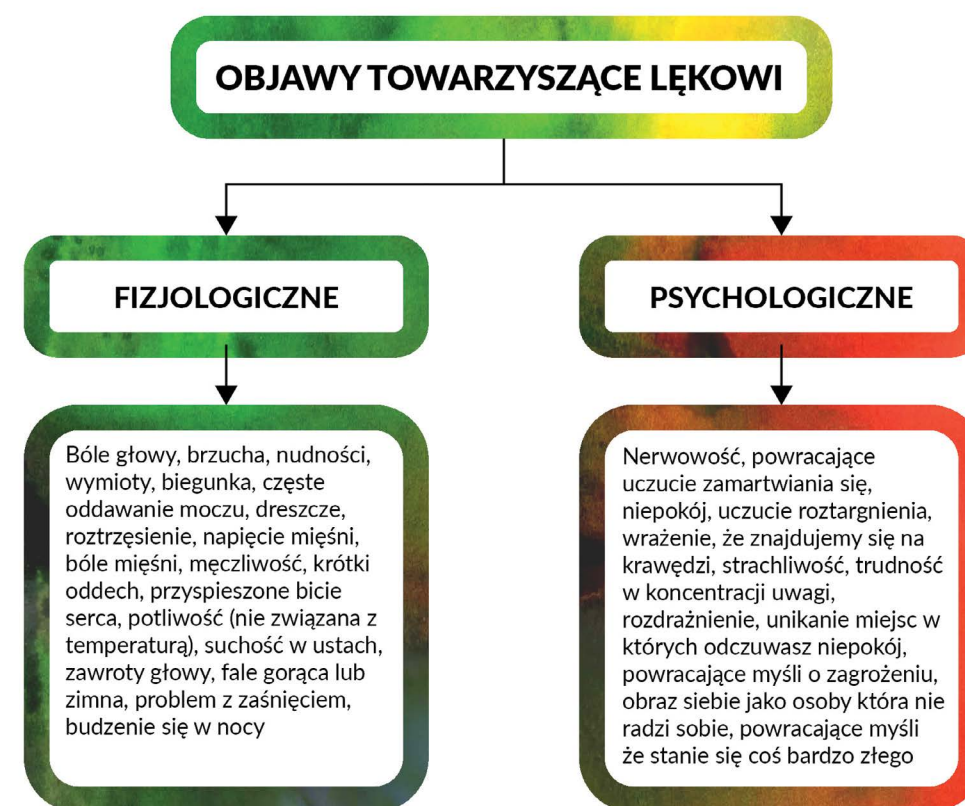 OBJAWY TOWARZYSZĄCE LĘKOWI
FIZJOLOGICZNE
Bóle głowy, brzucha, nudności,
wymioty, biegunka, częste
oddawanie moczu, dreszcze,
roztrzęsienie, napięcie mięśni,
bóle mięśni, męczliwość, krótki
oddech, przyspieszone bicie
serca, potliwość (nie związana z
temperaturą), suchość w ustach,
zawroty głowy, fale gorąca lub
zimna, problem z zaśnięciem,
budzenie się w nocy
PSYCHOLOGICZNE
Nerwowość, powracające
uczucie zamartwiania się,
niepokój, uczucie roztargnienia,
wrażenie, że znajdujemy się na
krawędzi, strachliwość, trudność
w koncentracji uwagi,
rozdrażnienie, unikanie miejsc w
których odczuwasz niepokój,
powracające myśli o zagrożeniu,
obraz siebie jako osoby która nie
radzi sobie, powracające myśli
że stanie się coś bardzo złego